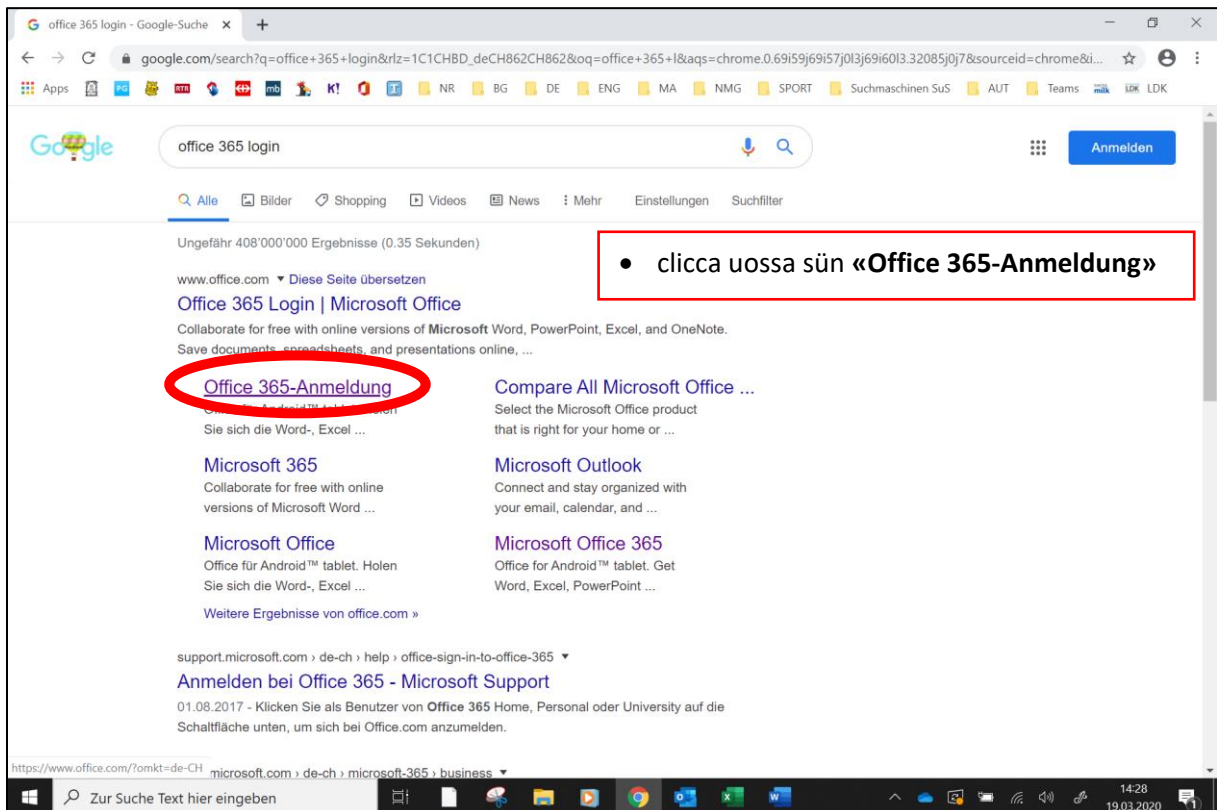 office 365 login - Google-Suche
google.com/search?q=office+365+login&rlz=1C1CHBD_deCH862CH862&oq=office+365+l&aqs=chrome.0.69i59j69i57j0l3j69i60l3.32085j0j7&sourceid=chrome&i...
Apps NR BG DE ENG MA NMG SPORT Suchmaschinen SuS AUT Teams LDK LDK
Google
office 365 login
Anmelden
Alle Bilder Shopping Videos News Mehr Einstellungen Suchfilter
Ungefähr 408'000'000 Ergebnisse (0.35 Sekunden)
• clicca uossa sün «Office 365-Anmeldung»
www.office.com ▼ Diese Seite übersetzen
Office 365 Login | Microsoft Office
Collaborate for free with online versions of Microsoft Word, PowerPoint, Excel, and OneNote.
Save documents, spreadsheets, and presentations online, ...
Office 365-Anmeldung
Office für Android™ tablet. Holen
Sie sich die Word-, Excel ...
Compare All Microsoft Office ...
Select the Microsoft Office product
that is right for your home or ...
Microsoft 365
Collaborate for free with online
versions of Microsoft Word ...
Microsoft Outlook
Connect and stay organized with
your email, calendar, and ...
Microsoft Office
Office für Android™ tablet. Holen
Sie sich die Word-, Excel ...
Microsoft Office 365
Office for Android™ tablet. Get
Word, Excel, PowerPoint ...
Weitere Ergebnisse von office.com »
support.microsoft.com › de-ch › help › office-sign-in-to-office-365 ▼
Anmelden bei Office 365 - Microsoft Support
01.08.2017 - Klicken Sie als Benutzer von Office 365 Home, Personal oder University auf die
Schaltfläche unten, um sich bei Office.com anzumelden.
https://www.office.com/?omkt=de-CH
microsoft.com › de-ch › microsoft-365 › business ▼
Zur Suche Text hier eingeben
14:28
19.03.2020